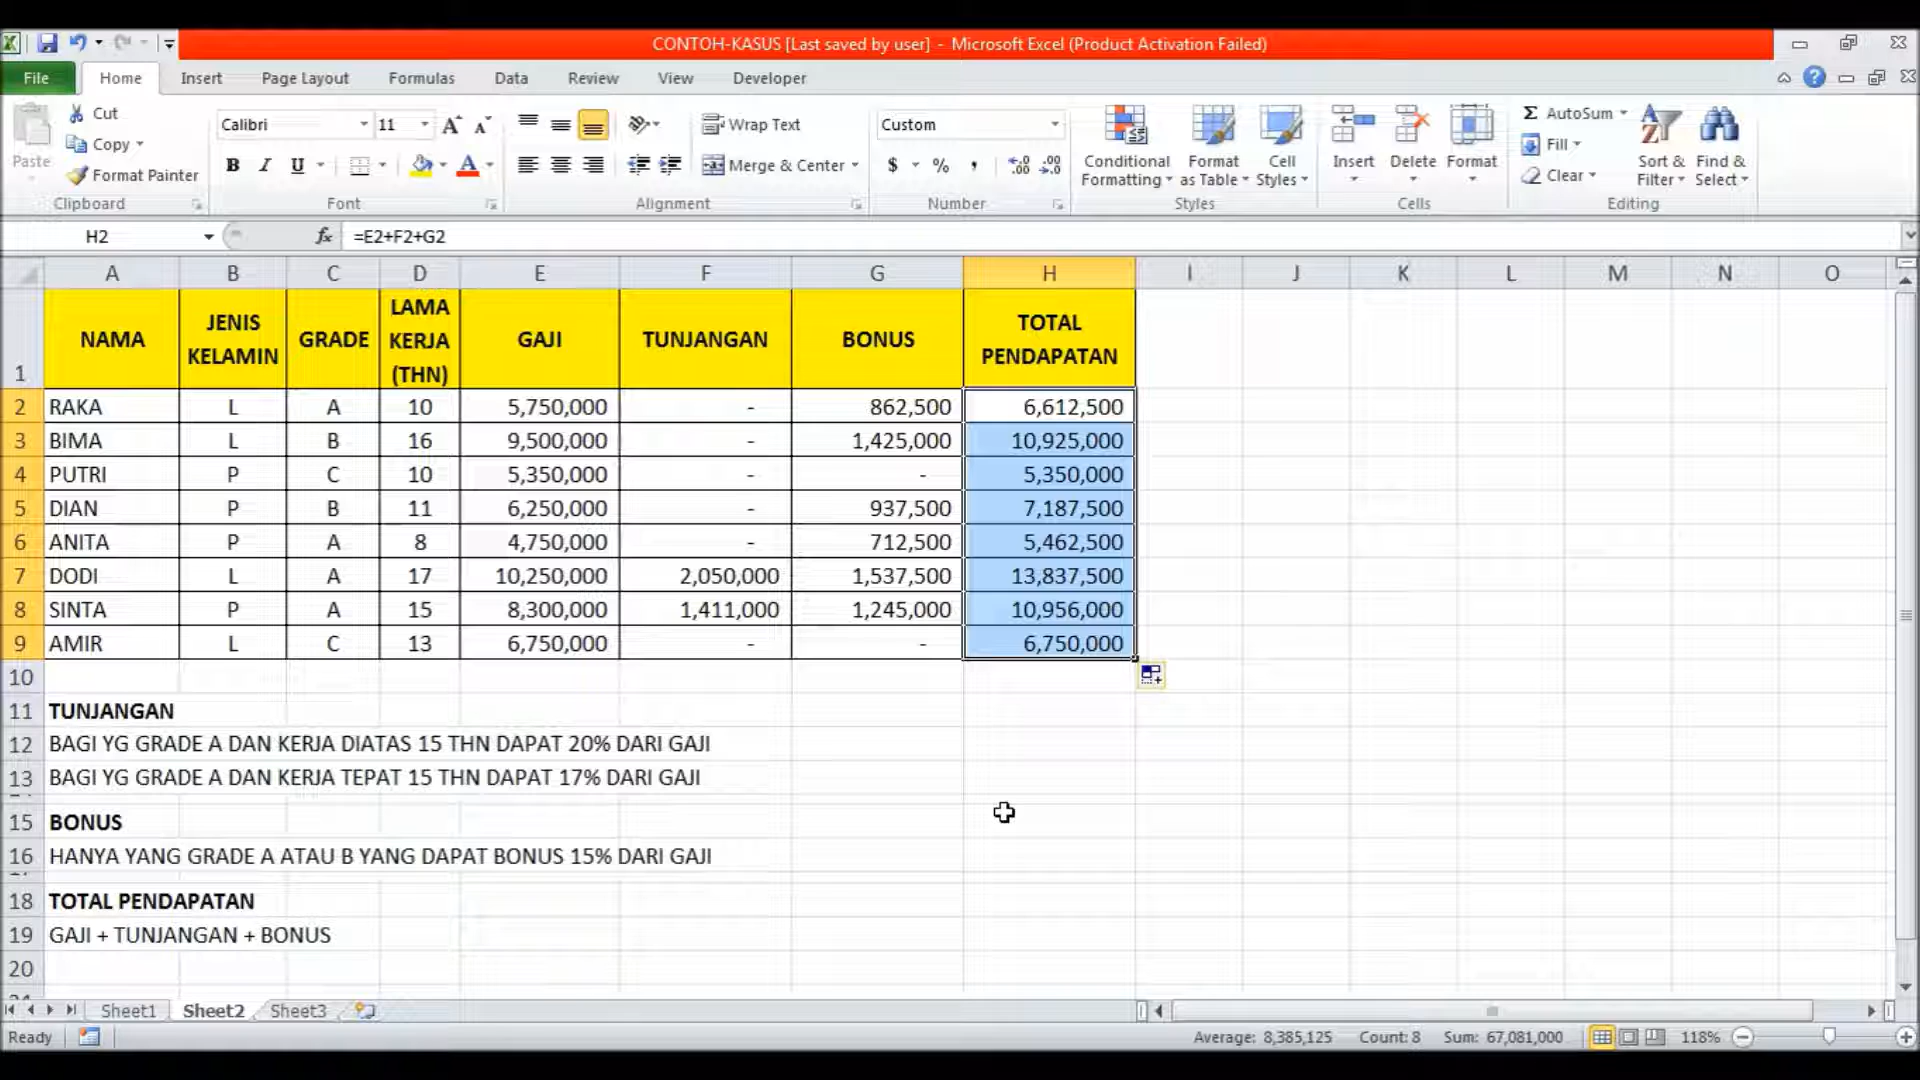 CONTOH-KASUS [Last saved by user] - Microsoft Excel (Product Activation Failed)
File Home Insert Page Layout Formulas Data Review View Developer
Paste Cut Copy Format Painter Clipboard
Calibri 11 B I U Font
Wrap Text Merge & Center Alignment
Custom $ % , Number
Conditional Formatting Format as Table Cell Styles Styles
Insert Delete Format Cells
Σ AutoSum Fill Clear Sort & Filter Find & Select Editing
H2 fx =E2+F2+G2
A B C D E F G H I J K L M N O
1 NAMA JENIS KELAMIN GRADE LAMA KERJA (THN) GAJI TUNJANGAN BONUS TOTAL PENDAPATAN
2 RAKA L A 10 5,750,000 - 862,500 6,612,500
3 BIMA L B 16 9,500,000 - 1,425,000 10,925,000
4 PUTRI P C 10 5,350,000 - - 5,350,000
5 DIAN P B 11 6,250,000 - 937,500 7,187,500
6 ANITA P A 8 4,750,000 - 712,500 5,462,500
7 DODI L A 17 10,250,000 2,050,000 1,537,500 13,837,500
8 SINTA P A 15 8,300,000 1,411,000 1,245,000 10,956,000
9 AMIR L C 13 6,750,000 - - 6,750,000
10
11 TUNJANGAN
12 BAGI YG GRADE A DAN KERJA DIATAS 15 THN DAPAT 20% DARI GAJI
13 BAGI YG GRADE A DAN KERJA TEPAT 15 THN DAPAT 17% DARI GAJI
15 BONUS
16 HANYA YANG GRADE A ATAU B YANG DAPAT BONUS 15% DARI GAJI
18 TOTAL PENDAPATAN
19 GAJI + TUNJANGAN + BONUS
20
Sheet1 Sheet2 Sheet3
Ready Average: 8,385,125 Count: 8 Sum: 67,081,000 118%